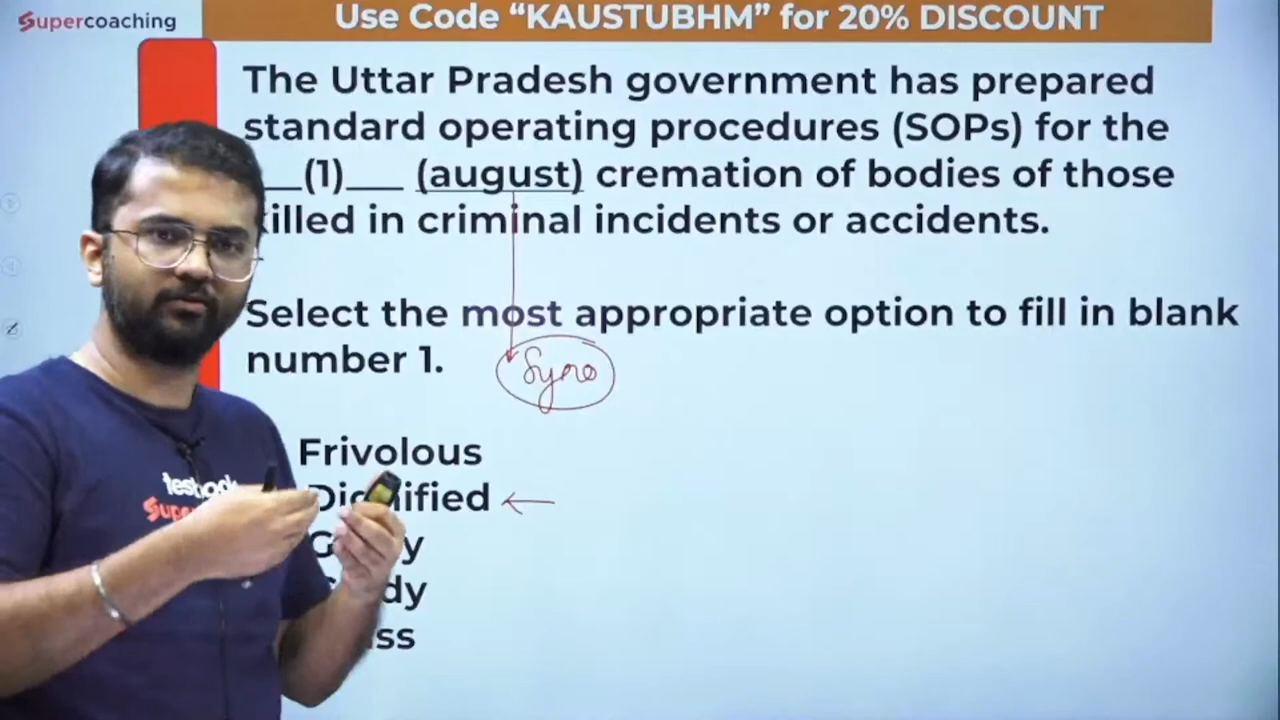 Supercoaching
Use Code “KAUSTUBHM” for 20% DISCOUNT
The Uttar Pradesh government has prepared
standard operating procedures (SOPs) for the
__(1)___ (august) cremation of bodies of those
killed in criminal incidents or accidents.
Select the most appropriate option to fill in blank
number 1.
Syno
Frivolous
Dignified
testbook